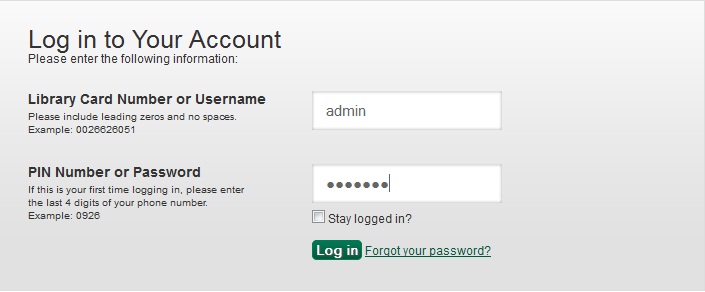 Log in to Your Account
Please enter the following information:
Library Card Number or Username
Please include leading zeros and no spaces.
Example: 0026626051
admin
PIN Number or Password
If this is your first time logging in, please enter
the last 4 digits of your phone number.
Example: 0926
•••••••
Stay logged in?
Log in Forgot your password?